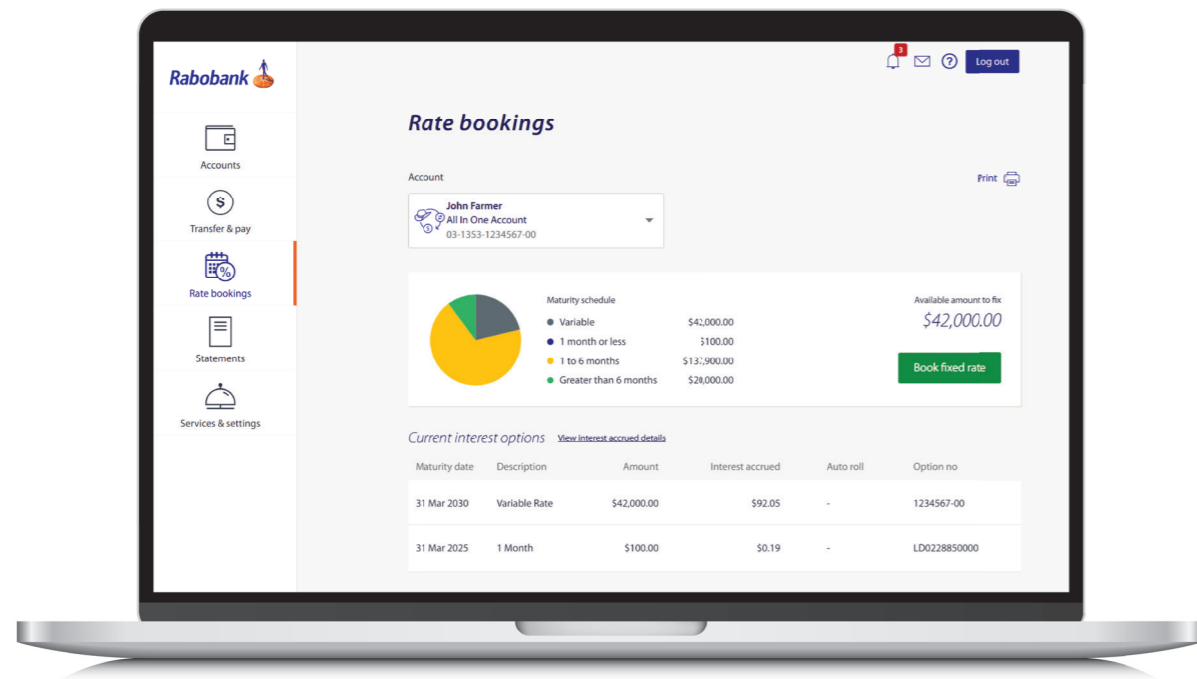 Rabobank
3
Log out
Accounts
Transfer & pay
Rate bookings
Statements
Services & settings
Rate bookings
Account
Print
John Farmer
All In One Account
03-1353-1234567-00
Maturity schedule
Variable $42,000.00
1 month or less $100.00
1 to 6 months $137,900.00
Greater than 6 months $20,000.00
Available amount to fix
$42,000.00
Book fixed rate
Current interest options View interest accrued details
Maturity date Description Amount Interest accrued Auto roll Option no
31 Mar 2030 Variable Rate $42,000.00 $92.05 - 1234567-00
31 Mar 2025 1 Month $100.00 $0.19 - LD0228850000